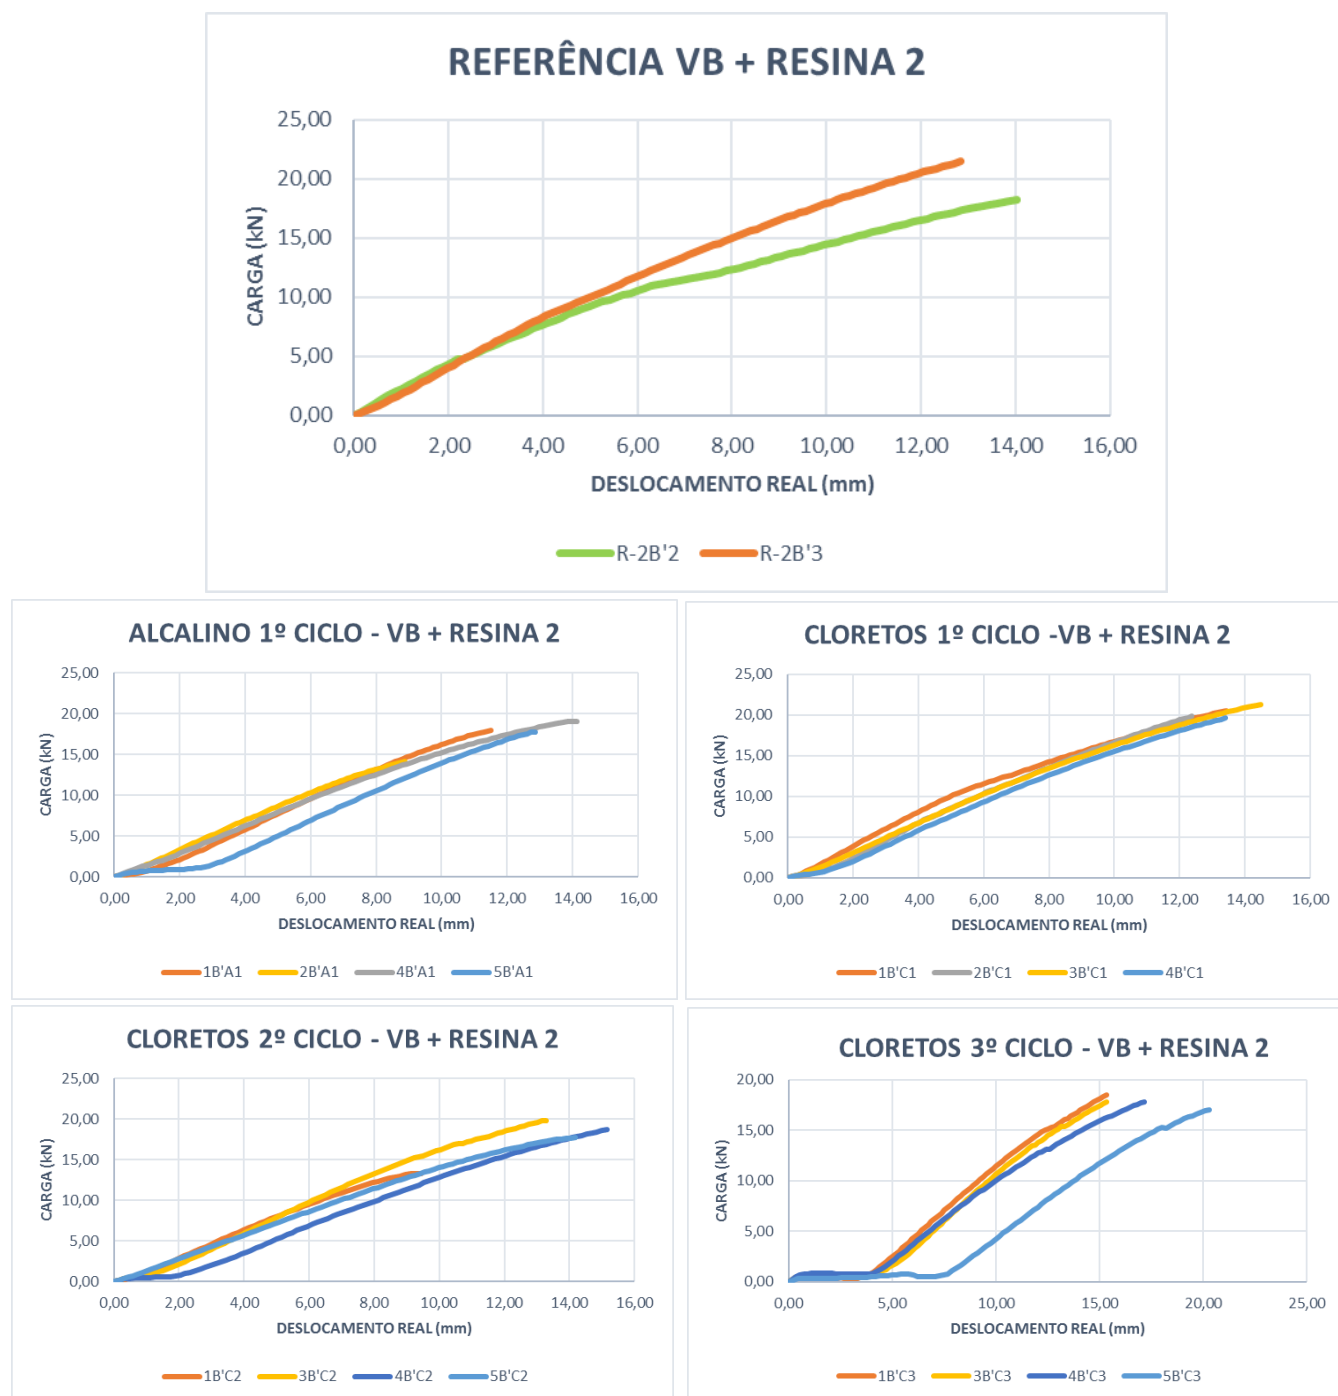 REFERÊNCIA VB + RESINA 2
25,00
20,00
15,00
10,00
5,00
0,00
CARGA (kN)
0,00 2,00 4,00 6,00 8,00 10,00 12,00 14,00 16,00
DESLOCAMENTO REAL (mm)
R-2B'2 R-2B'3
ALCALINO 1º CICLO - VB + RESINA 2
25,00
20,00
15,00
10,00
5,00
0,00
CARGA (kN)
0,00 2,00 4,00 6,00 8,00 10,00 12,00 14,00 16,00
DESLOCAMENTO REAL (mm)
1B'A1 2B'A1 4B'A1 5B'A1
CLORETOS 1º CICLO -VB + RESINA 2
25,00
20,00
15,00
10,00
5,00
0,00
CARGA (kN)
0,00 2,00 4,00 6,00 8,00 10,00 12,00 14,00 16,00
DESLOCAMENTO REAL (mm)
1B'C1 2B'C1 3B'C1 4B'C1
CLORETOS 2º CICLO - VB + RESINA 2
25,00
20,00
15,00
10,00
5,00
0,00
CARGA (kN)
0,00 2,00 4,00 6,00 8,00 10,00 12,00 14,00 16,00
DESLOCAMENTO REAL (mm)
1B'C2 3B'C2 4B'C2 5B'C2
CLORETOS 3º CICLO - VB + RESINA 2
20,00
15,00
10,00
5,00
0,00
CARGA (kN)
0,00 5,00 10,00 15,00 20,00 25,00
DESLOCAMENTO REAL (mm)
1B'C3 3B'C3 4B'C3 5B'C3